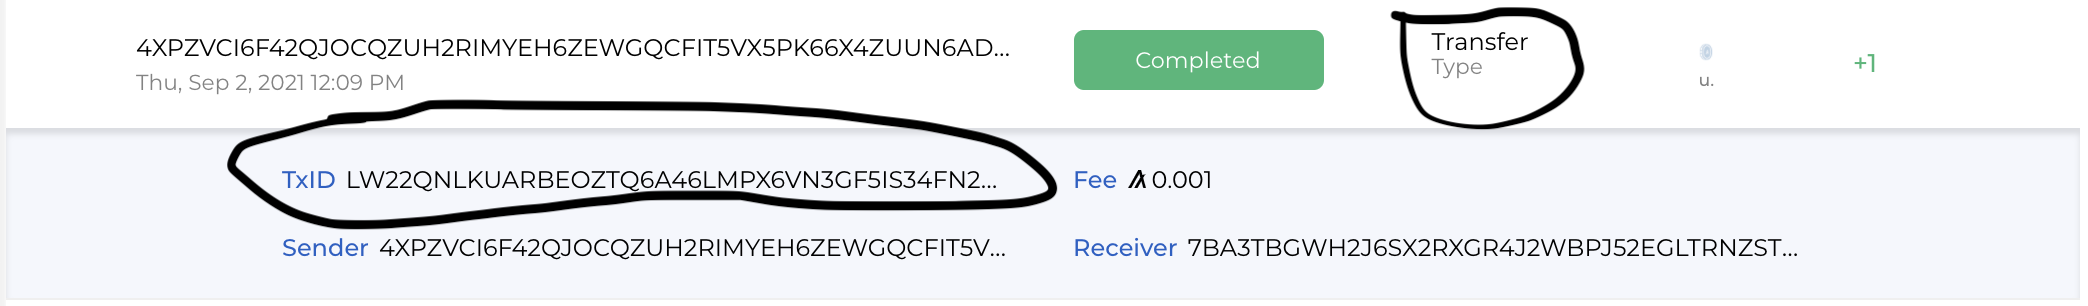 4XPZVCI6F42QJOCQZUH2RIMYEH6ZEWGQCFIT5VX5PK66X4ZUUN6AD...
Thu, Sep 2, 2021 12:09 PM
Completed
Transfer
Type
u.
+1
TxID LW22QNLKUARBEOZTQ6A46LMPX6VN3GF5IS34FN2...
Fee 0.001
Sender 4XPZVCI6F42QJOCQZUH2RIMYEH6ZEWGQCFIT5V...
Receiver 7BA3TBGWH2J6SX2RXGR4J2WBPJ52EGLTRNZST...